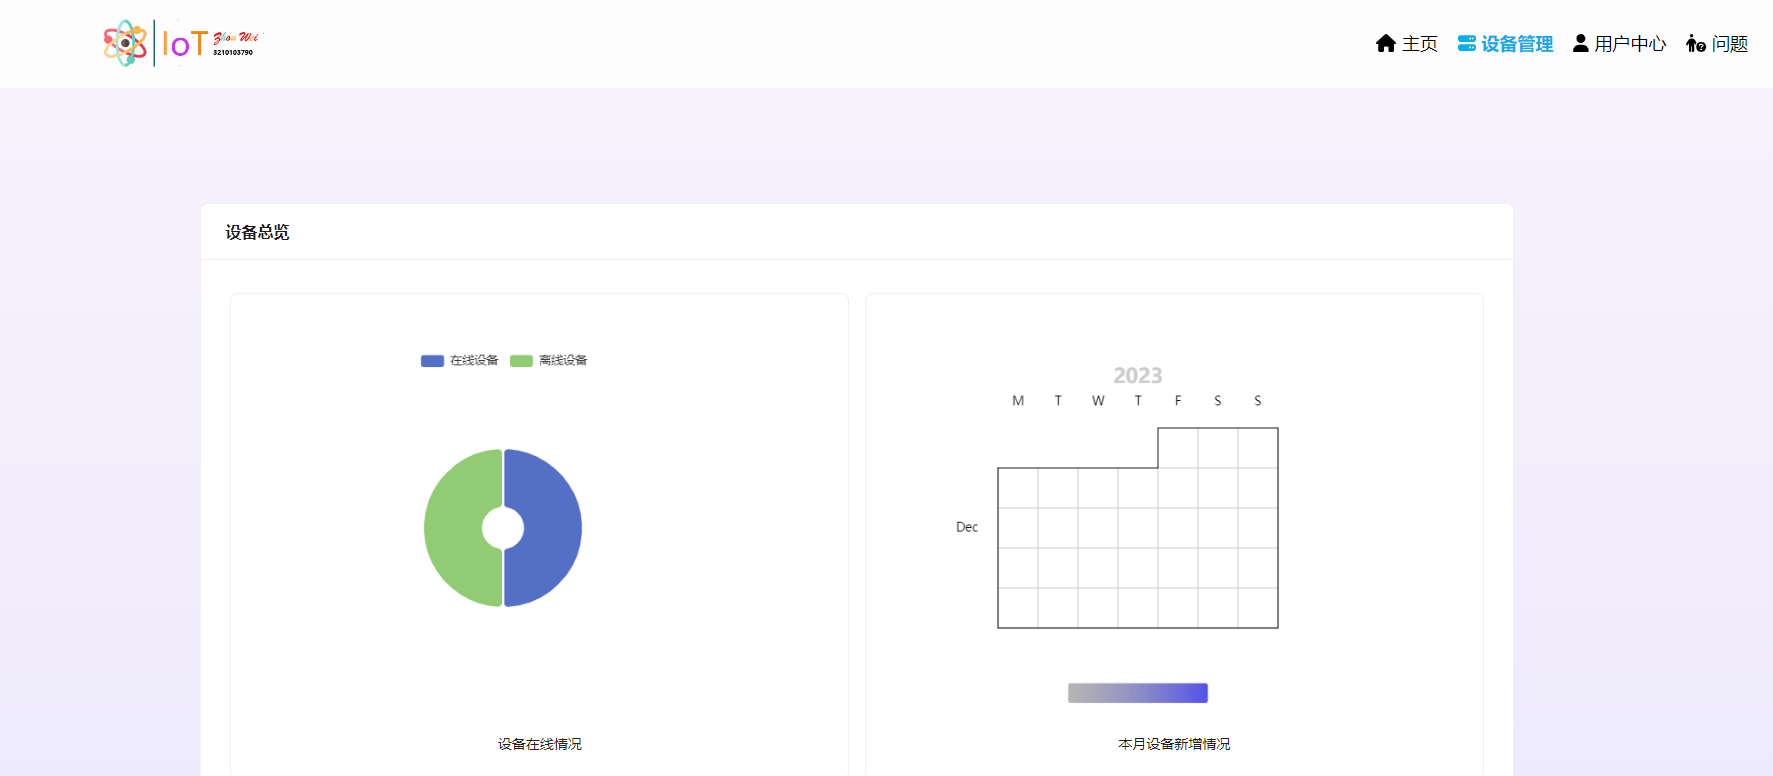 IoT Zhou Wei
3210103790
主页 设备管理 用户中心 问题
设备总览
在线设备 离线设备
设备在线情况
2023
M T W T F S S
Dec
本月设备新增情况